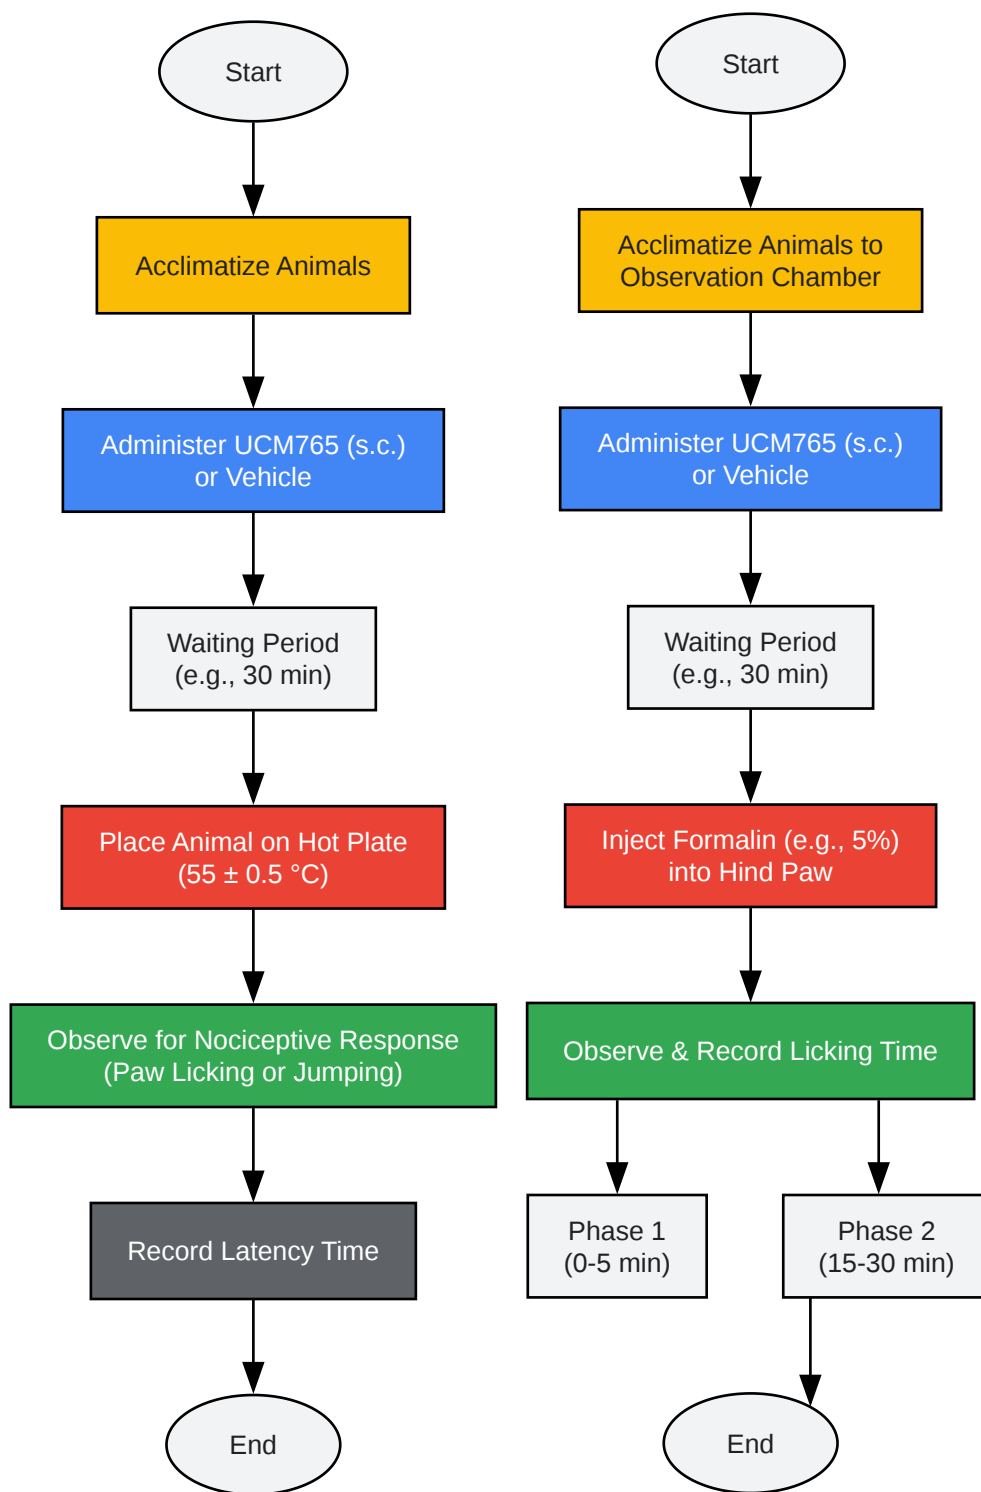 Start
Acclimatize Animals
Administer UCM765 (s.c.)
or Vehicle
Waiting Period
(e.g., 30 min)
Place Animal on Hot Plate
(55 ± 0.5 °C)
Observe for Nociceptive Response
(Paw Licking or Jumping)
Record Latency Time
End
Start
Acclimatize Animals to
Observation Chamber
Administer UCM765 (s.c.)
or Vehicle
Waiting Period
(e.g., 30 min)
Inject Formalin (e.g., 5%)
into Hind Paw
Observe & Record Licking Time
Phase 1
(0-5 min)
Phase 2
(15-30 min)
End